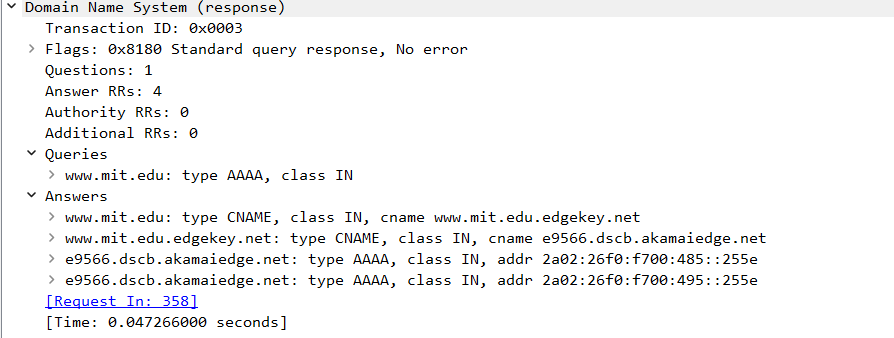 Domain Name System (response)
Transaction ID: 0x0003
Flags: 0x8180 Standard query response, No error
Questions: 1
Answer RRs: 4
Authority RRs: 0
Additional RRs: 0
Queries
www.mit.edu: type AAAA, class IN
Answers
www.mit.edu: type CNAME, class IN, cname www.mit.edu.edgekey.net
www.mit.edu.edgekey.net: type CNAME, class IN, cname e9566.dscb.akamaiedge.net
e9566.dscb.akamaiedge.net: type AAAA, class IN, addr 2a02:26f0:f700:485::255e
e9566.dscb.akamaiedge.net: type AAAA, class IN, addr 2a02:26f0:f700:495::255e
[Request In: 358]
[Time: 0.047266000 seconds]